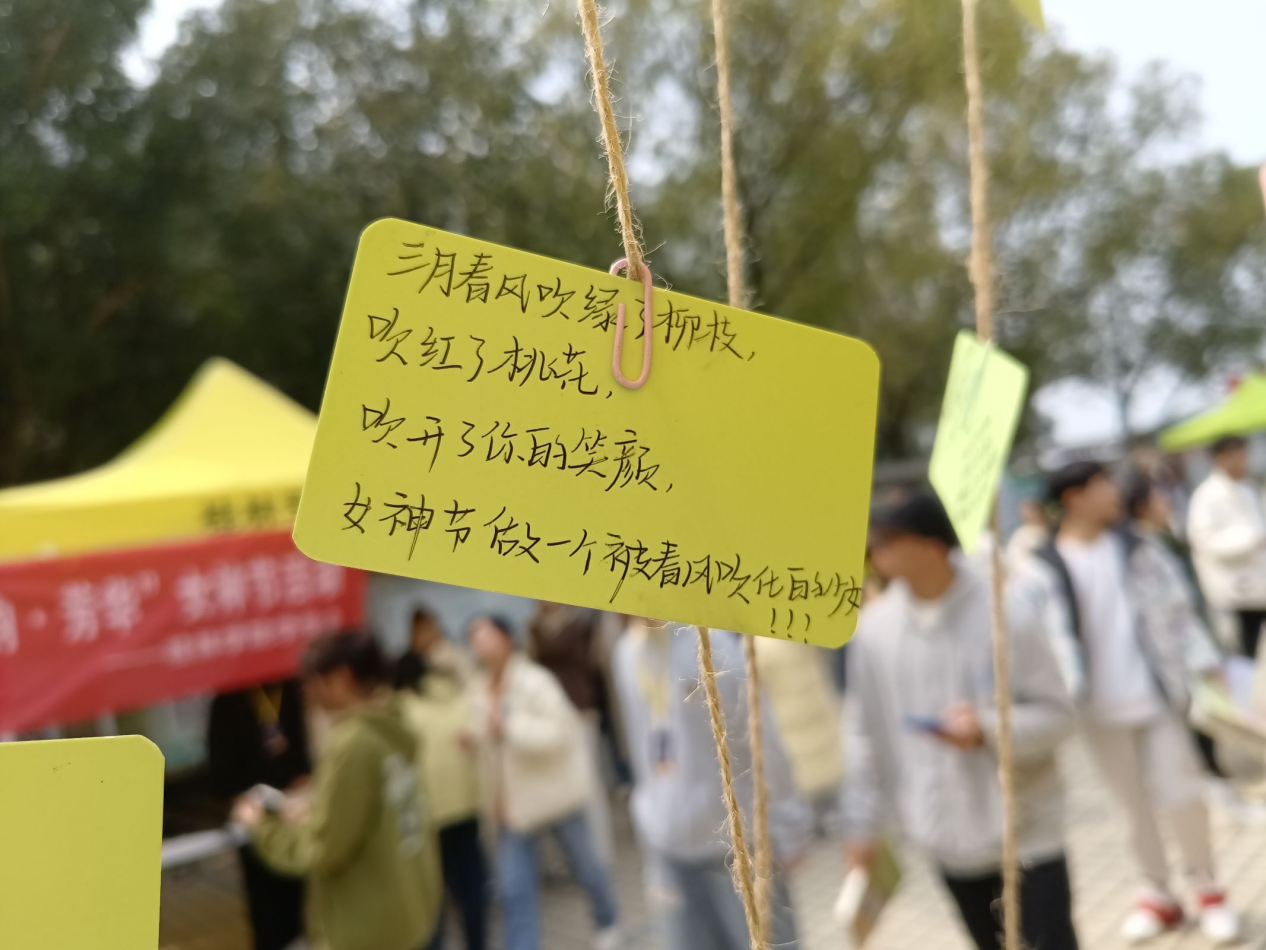 三月春风吹绿了柳枝，
吹红了桃花，
吹开了你的笑颜，
女神节做一个被春风吹化的少女
!!!